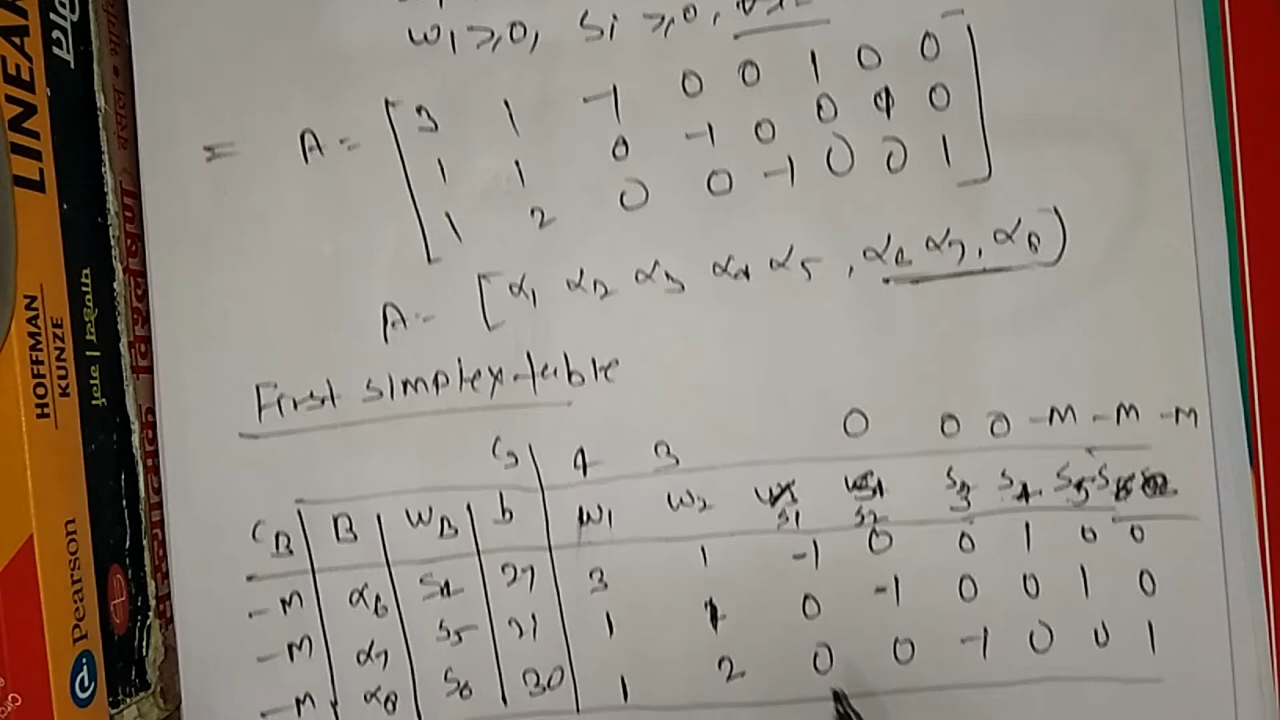 LINEAR
HOFFMAN
KUNZE
Pearson
विश्लेषण
w1 ≥ 0, Si ≥ 0,
= A = [ 3 1 -1 0 0 1 0 0
1 1 0 -1 0 0 1 0
1 2 0 0 -1 0 0 1 ]
A = [ α1 α2 α3 α4 α5, α6 α7, α8 )
First simplex table
Cj 4 3 0 0 0 -M -M -M
CB B WB b W1 W2 S1 S2 S3 S4 S5 S6
-M α6 S4 27 3 1 -1 0 0 1 0 0
-M α7 S5 21 1 1 0 -1 0 0 1 0
-M α8 S6 30 1 2 0 0 -1 0 0 1